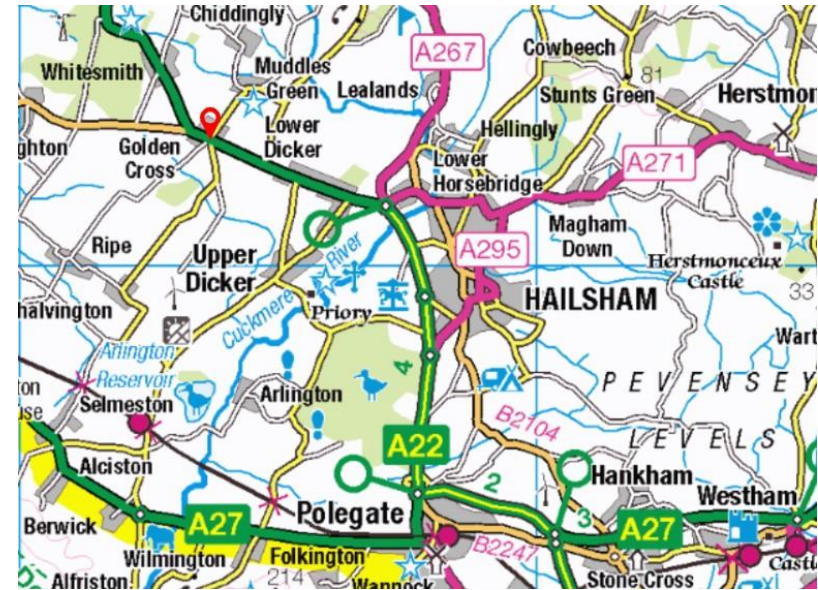 Chiddingly
Whitesmith
Muddles
Green
Lealands
A267
Cowbeech
81
Stunts Green
Herstmon
ghton
Golden
Cross
Lower
Dicker
Hellingly
Lower
Horsebridge
A271
Ripe
Upper
Dicker
River
Cuckmere
Priory
A295
Magham
Down
Herstmonceux
Castle
33
HAILSHAM
halvington
Arlington
Reservoir
Wart
ton
use
Selmeston
Arlington
4
PEVENSEY
LEVELS
B2104
Alciston
A22
2
Hankham
Westham
Berwick
A27
Polegate
3
A27
Wilmington
Folkington
B2247
Castl
Alfriston
214
Wannock
Stone Cross